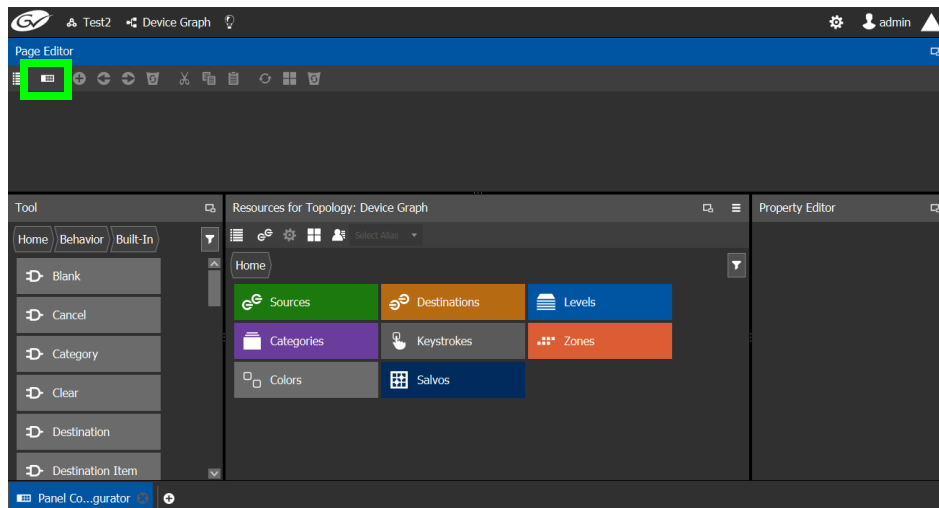 GV Test2 Device Graph admin
Page Editor
Tool
Resources for Topology: Device Graph
Property Editor
Home Behavior Built-In
Select Alias
Home
Blank
Cancel
Category
Clear
Destination
Destination Item
Sources Destinations Levels
Categories Keystrokes Zones
Colors Salvos
Panel Co...gurator